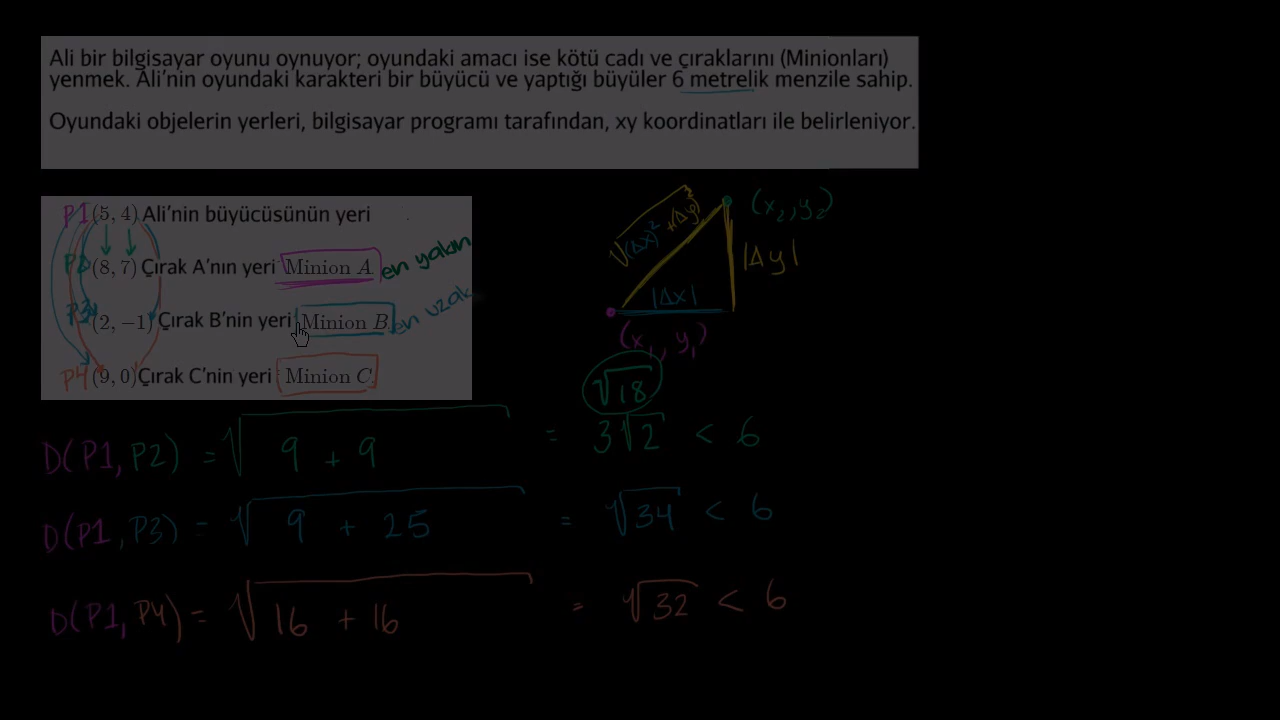 Ali bir bilgisayar oyunu oynuyor; oyundaki amacı ise kötü cadı ve çıraklarını (Minionları)
yenmek. Ali'nin oyundaki karakteri bir büyücü ve yaptığı büyüler 6 metrelik menzile sahip.
Oyundaki objelerin yerleri, bilgisayar programı tarafından, xy koordinatları ile belirleniyor.
P1 (5, 4) Ali'nin büyücüsünün yeri
P2 (8, 7) Çırak A'nın yeri Minion A en yakın
P3 (2, −1) Çırak B'nin yeri Minion B en uzak
P4 (9, 0) Çırak C'nin yeri Minion C
(x₂, y₂)
√(Δx)² + (Δy)²
|Δy|
|Δx|
(x₁, y₁)
√18
D(P1, P2) = √9 + 9 = 3√2 < 6
D(P1, P3) = √9 + 25 = √34 < 6
D(P1, P4) = √16 + 16 = √32 < 6